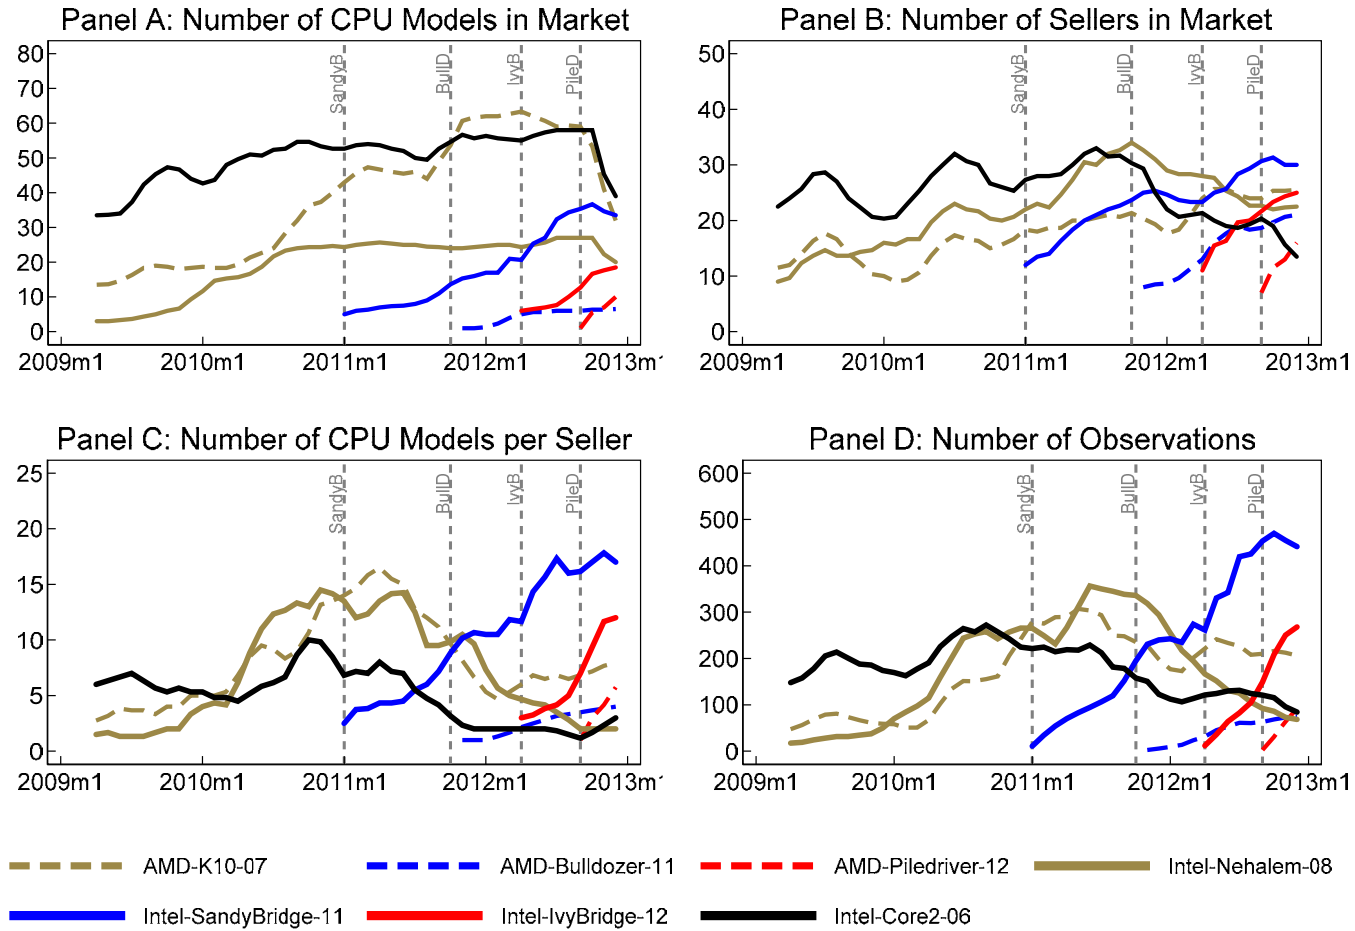 Panel A: Number of CPU Models in Market
80
70
60
50
40
30
20
10
0
SandyB
BullD
IvyB
PileD
2009m1
2010m1
2011m1
2012m1
2013m1
Panel B: Number of Sellers in Market
50
40
30
20
10
0
SandyB
BullD
IvyB
PileD
2009m1
2010m1
2011m1
2012m1
2013m1
Panel C: Number of CPU Models per Seller
25
20
15
10
5
0
SandyB
BullD
IvyB
PileD
2009m1
2010m1
2011m1
2012m1
2013m1
Panel D: Number of Observations
600
500
400
300
200
100
0
SandyB
BullD
IvyB
PileD
2009m1
2010m1
2011m1
2012m1
2013m1
AMD-K10-07
AMD-Bulldozer-11
AMD-Piledriver-12
Intel-Nehalem-08
Intel-SandyBridge-11
Intel-IvyBridge-12
Intel-Core2-06